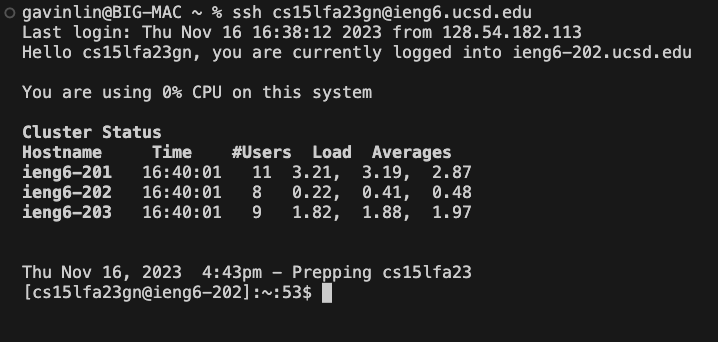 gavinlin@BIG-MAC ~ % ssh cs15lfa23gn@ieng6.ucsd.edu
Last login: Thu Nov 16 16:38:12 2023 from 128.54.182.113
Hello cs15lfa23gn, you are currently logged into ieng6-202.ucsd.edu
You are using 0% CPU on this system
Cluster Status
Hostname     Time    #Users  Load  Averages
ieng6-201   16:40:01   11  3.21,  3.19,  2.87
ieng6-202   16:40:01   8   0.22,  0.41,  0.48
ieng6-203   16:40:01   9   1.82,  1.88,  1.97
Thu Nov 16, 2023  4:43pm - Prepping cs15lfa23
[cs15lfa23gn@ieng6-202]:~:53$